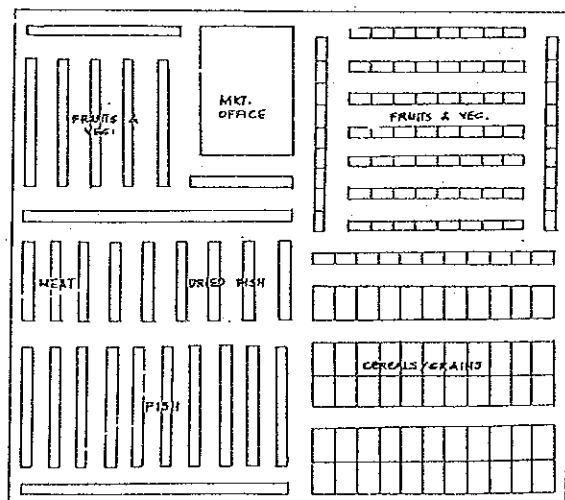 MKT.
OFFICE
FRUITS &
VEG.
FRUITS & VEG.
MEAT
DRIED FISH
CEREALS/GRAINS
FISH